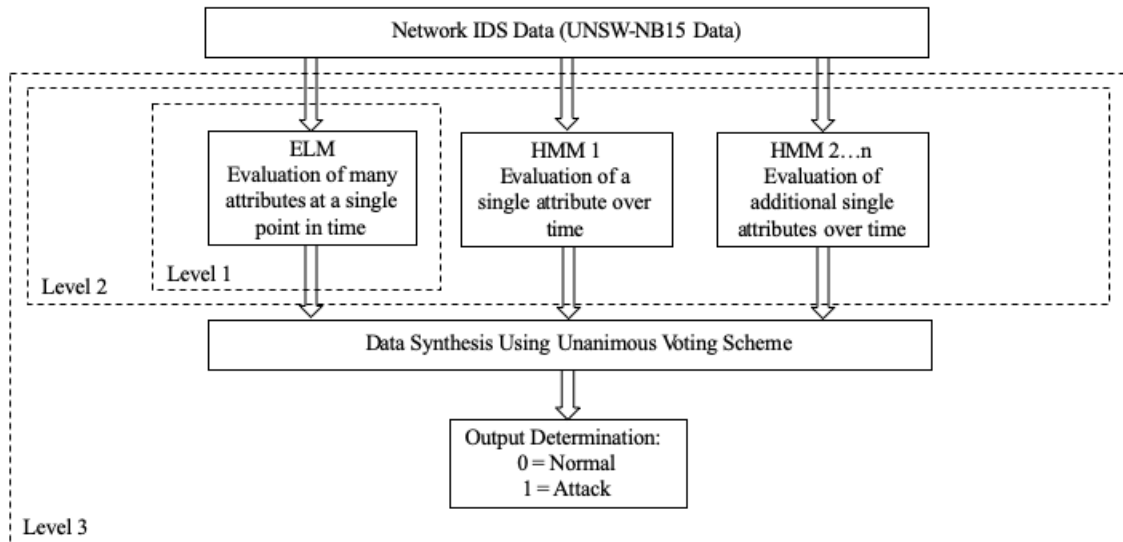 Network IDS Data (UNSW-NB15 Data)
ELM
Evaluation of many
attributes at a single
point in time
HMM 1
Evaluation of a
single attribute over
time
HMM 2…n
Evaluation of
additional single
attributes over time
Level 1
Level 2
Data Synthesis Using Unanimous Voting Scheme
Output Determination:
0 = Normal
1 = Attack
Level 3